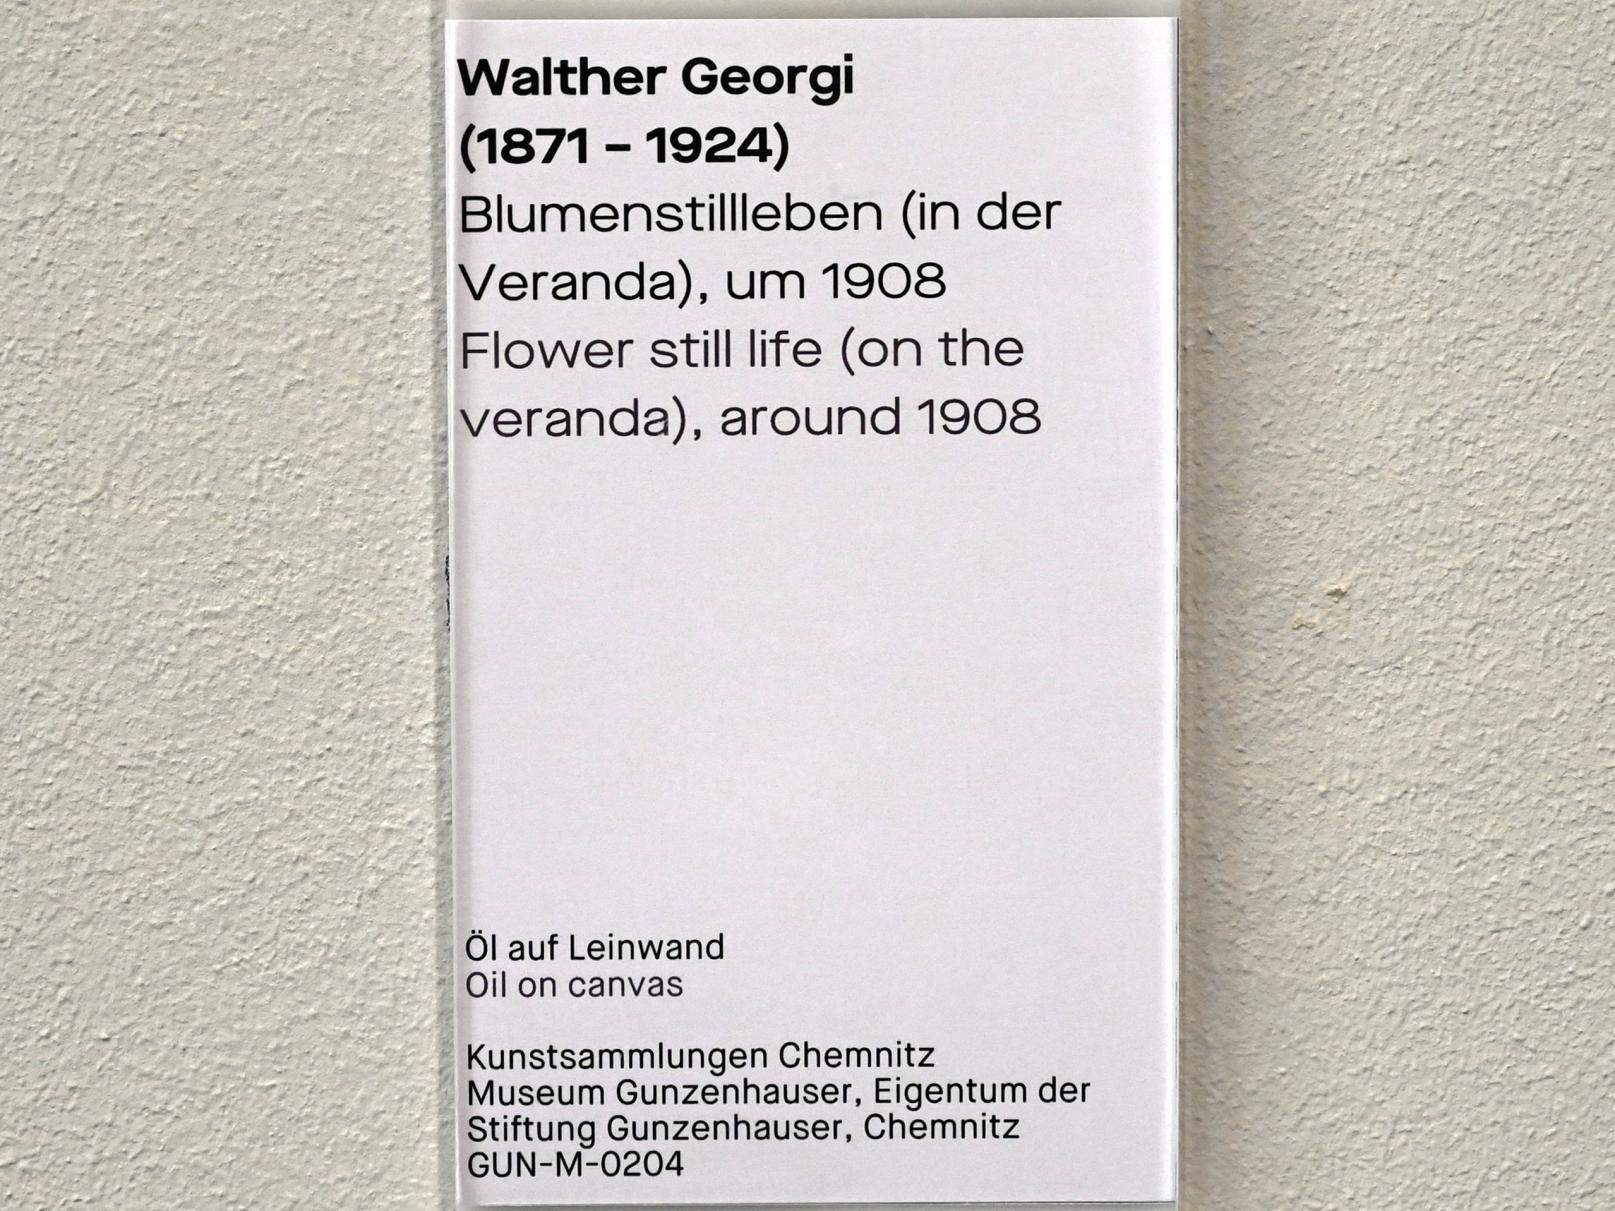 Walther Georgi
(1871 – 1924)
Blumenstillleben (in der
Veranda), um 1908
Flower still life (on the
veranda), around 1908
Öl auf Leinwand
Oil on canvas
Kunstsammlungen Chemnitz
Museum Gunzenhauser, Eigentum der
Stiftung Gunzenhauser, Chemnitz
GUN-M-0204